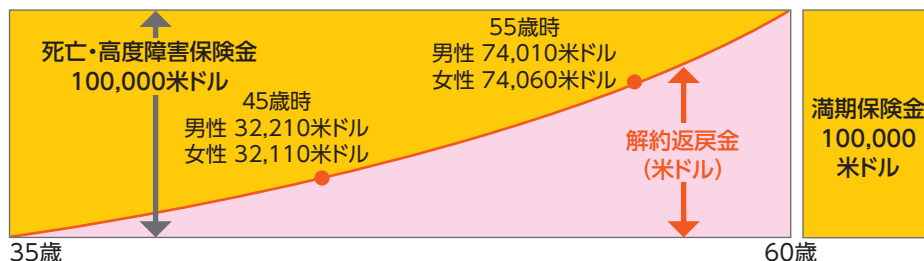 死亡・高度障害保険金
100,000米ドル
45歳時
男性 32,210米ドル
女性 32,110米ドル
55歳時
男性 74,010米ドル
女性 74,060米ドル
解約返戻金
(米ドル)
満期保険金
100,000
米ドル
35歳
60歳